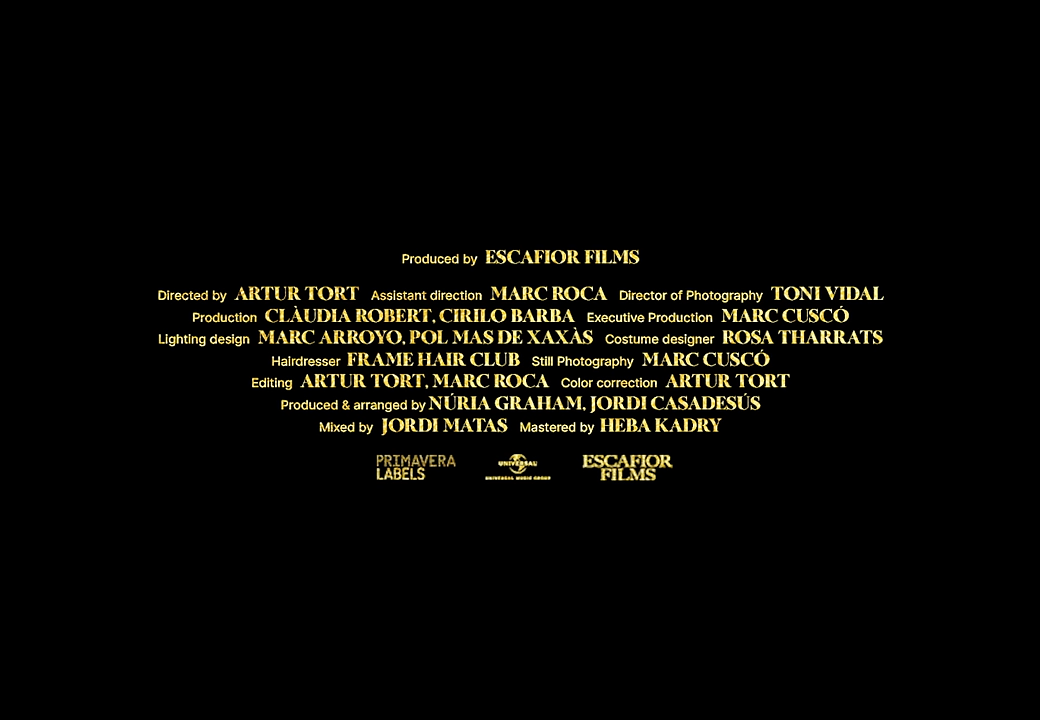 Produced by ESCAFIOR FILMS
Directed by ARTUR TORT Assistant direction MARC ROCA Director of Photography TONI VIDAL
Production CLÀUDIA ROBERT, CIRILO BARBA Executive Production MARC CUSCÓ
Lighting design MARC ARROYO, POL MAS DE XAXÀS Costume designer ROSA THARRATS
Hairdresser FRAME HAIR CLUB Still Photography MARC CUSCÓ
Editing ARTUR TORT, MARC ROCA Color correction ARTUR TORT
Produced & arranged by NÚRIA GRAHAM, JORDI CASADESÚS
Mixed by JORDI MATAS Mastered by HEBA KADRY
PRIMAVERA LABELS
UNIVERSAL
UNIVERSAL MUSIC GROUP
ESCAFIOR FILMS